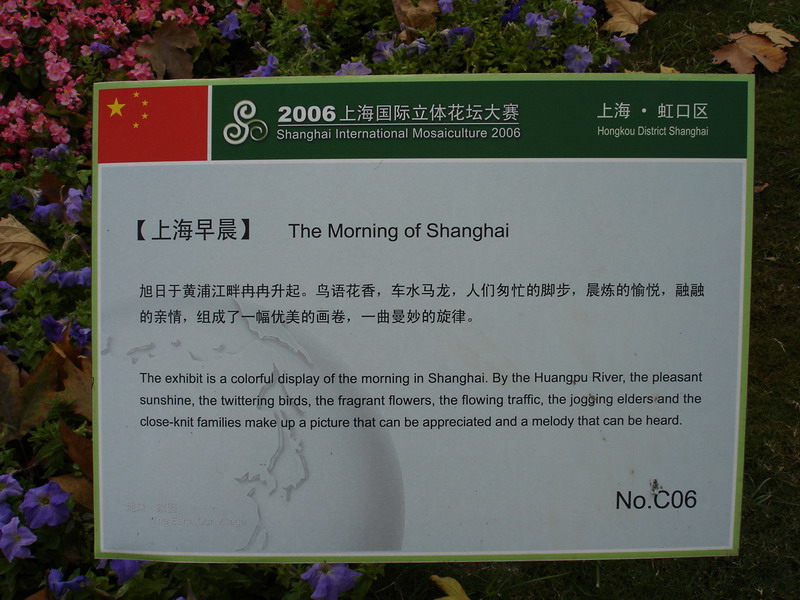 2006上海国际立体花坛大赛
Shanghai International Mosaiculture 2006
上海 · 虹口区
Hongkou District Shanghai
【上海早晨】 The Morning of Shanghai
旭日于黄浦江畔冉冉升起。鸟语花香，车水马龙，人们匆忙的脚步，晨炼的愉悦，融融
的亲情，组成了一幅优美的画卷，一曲曼妙的旋律。
The exhibit is a colorful display of the morning in Shanghai. By the Huangpu River, the pleasant
sunshine, the twittering birds, the fragrant flowers, the flowing traffic, the jogging elders and the
close-knit families make up a picture that can be appreciated and a melody that can be heard.
No.C06
The Earth, Our Village